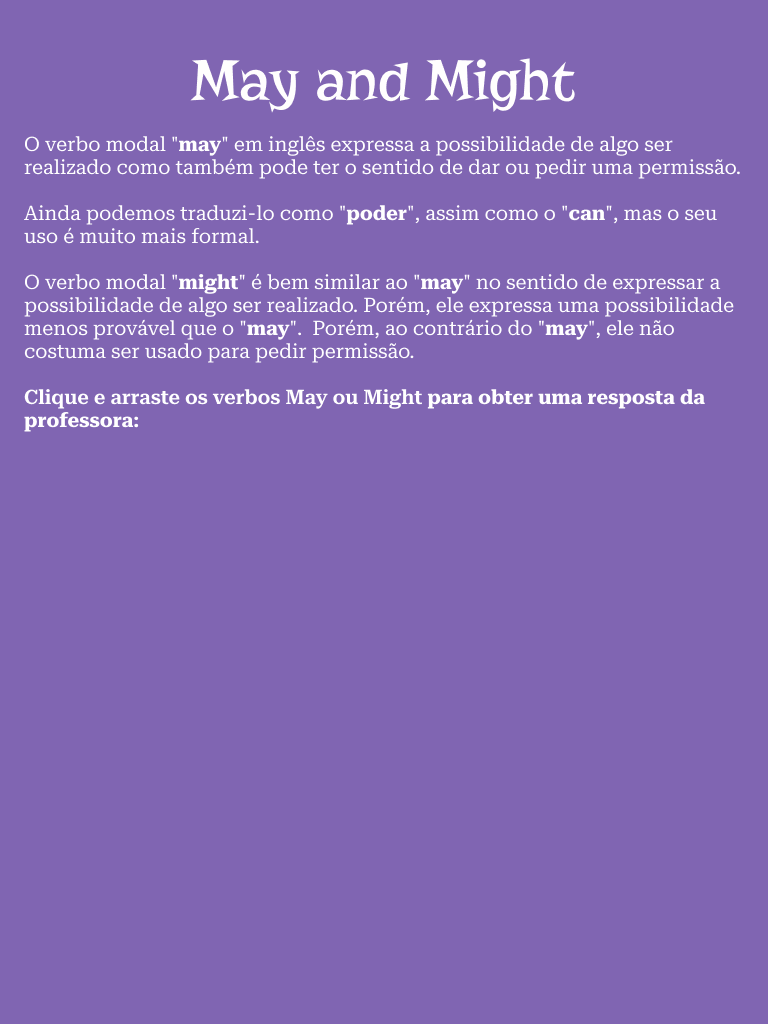 May and Might
O verbo modal "may" em inglês expressa a possibilidade de algo ser
realizado como também pode ter o sentido de dar ou pedir uma permissão.
Ainda podemos traduzi-lo como "poder", assim como o "can", mas o seu
uso é muito mais formal.
O verbo modal "might" é bem similar ao "may" no sentido de expressar a
possibilidade de algo ser realizado. Porém, ele expressa uma possibilidade
menos provável que o "may".  Porém, ao contrário do "may", ele não
costuma ser usado para pedir permissão.
Clique e arraste os verbos May ou Might para obter uma resposta da
professora: